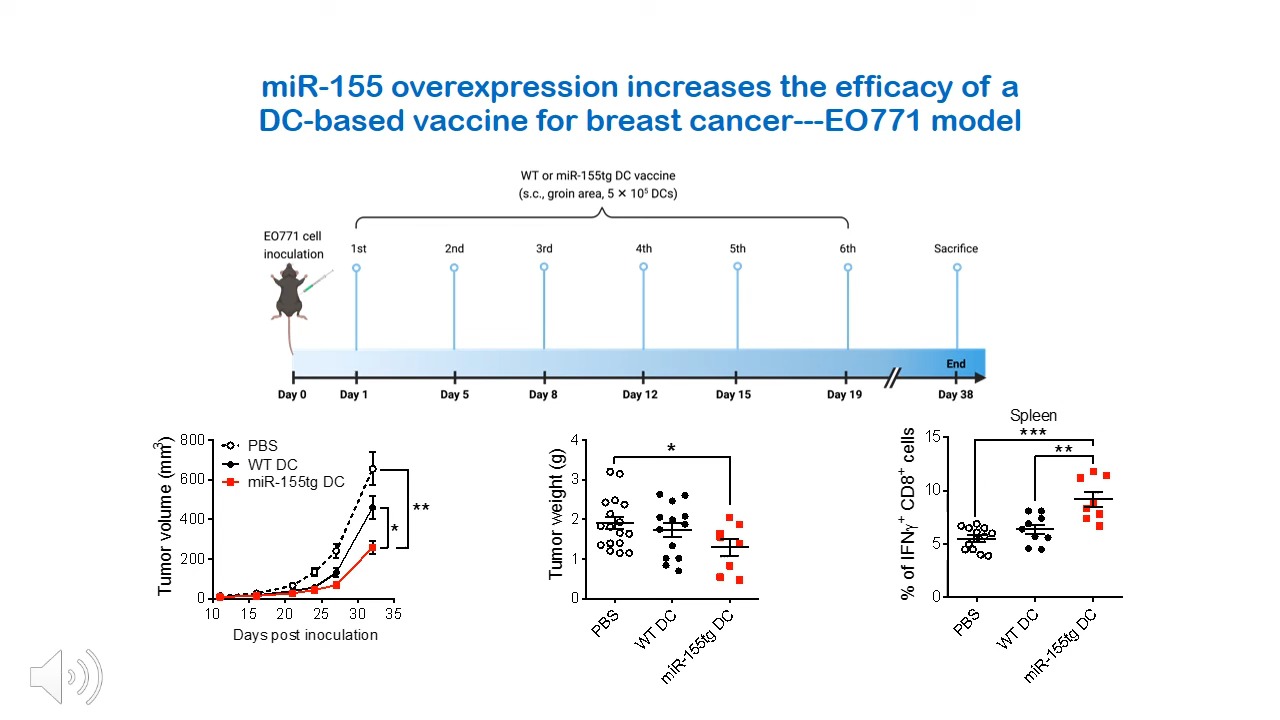 miR-155 overexpression increases the efficacy of a
DC-based vaccine for breast cancer---EO771 model
WT or miR-155tg DC vaccine
(s.c., groin area, 5 × 10⁵ DCs)
EO771 cell
inoculation
1st
2nd
3rd
4th
5th
6th
Sacrifice
End
Day 0
Day 1
Day 5
Day 8
Day 12
Day 15
Day 19
Day 38
Tumor volume (mm³)
800
600
400
200
0
10
15
20
25
30
35
Days post inoculation
PBS
WT DC
miR-155tg DC
*
**
Tumor weight (g)
4
3
2
1
0
*
PBS
WT DC
miR-155tg DC
Spleen
% of IFNγ⁺ CD8⁺ cells
15
10
5
0
***
**
PBS
WT DC
miR-155tg DC